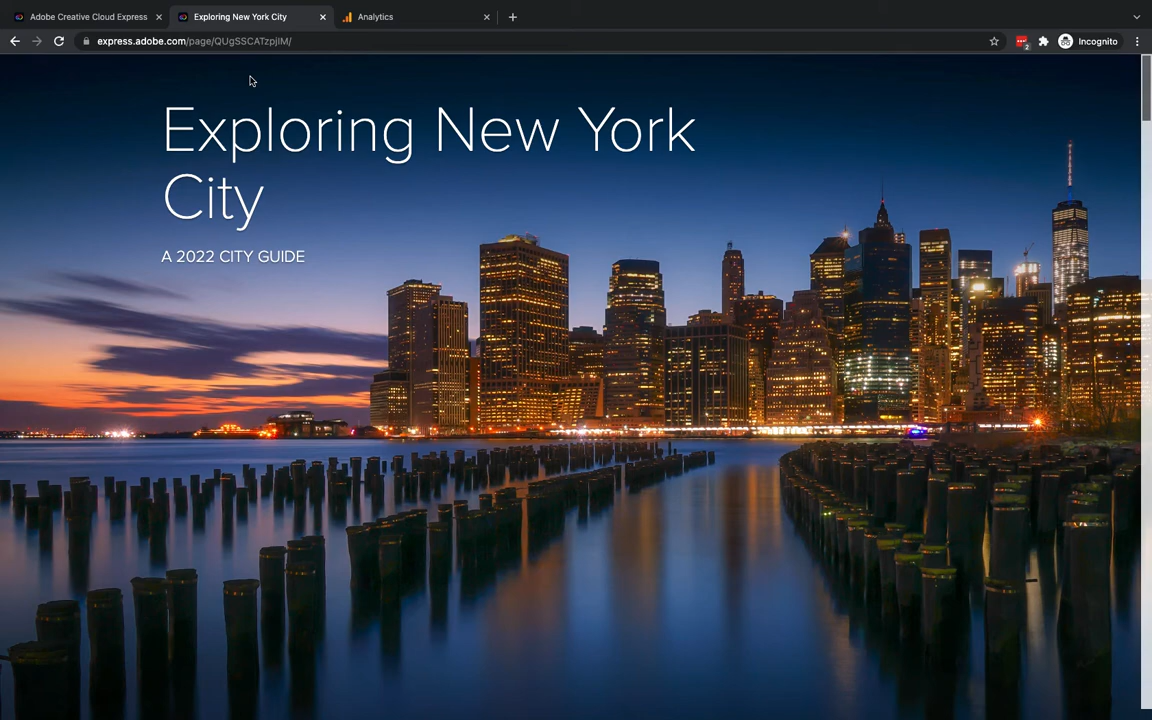 Adobe Creative Cloud Express
Exploring New York City
Analytics
express.adobe.com/page/QUgSSCATzpjIM/
2
Incognito
Exploring New York
City
A 2022 CITY GUIDE